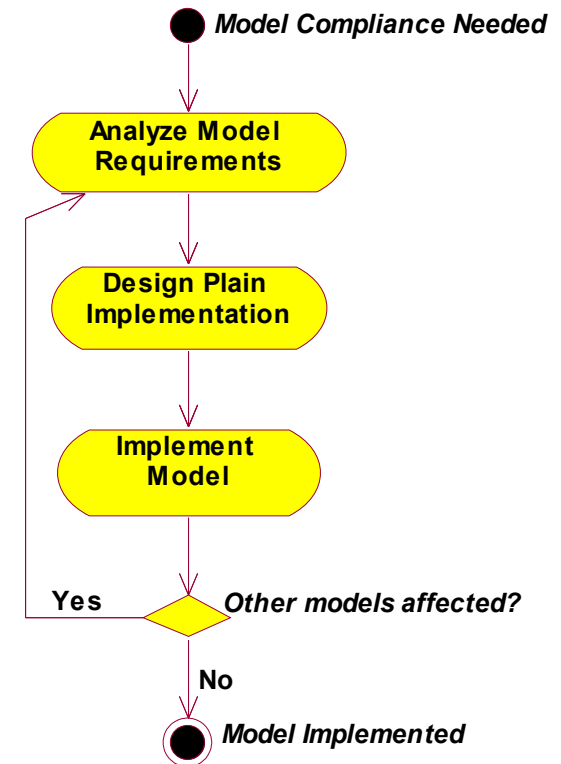 Model Compliance Needed
Analyze Model
Requirements
Design Plain
Implementation
Implement
Model
Yes
Other models affected?
No
Model Implemented